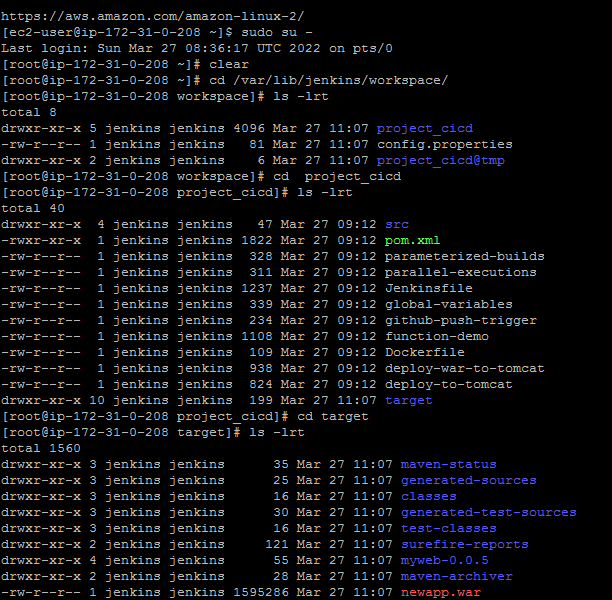 https://aws.amazon.com/amazon-linux-2/
[ec2-user@ip-172-31-0-208 ~]$ sudo su -
Last login: Sun Mar 27 08:36:17 UTC 2022 on pts/0
[root@ip-172-31-0-208 ~]# clear
[root@ip-172-31-0-208 ~]# cd /var/lib/jenkins/workspace/
[root@ip-172-31-0-208 workspace]# ls -lrt
total 8
drwxr-xr-x 5 jenkins jenkins 4096 Mar 27 11:07 project_cicd
-rw-r--r-- 1 jenkins jenkins   81 Mar 27 11:07 config.properties
drwxr-xr-x 2 jenkins jenkins    6 Mar 27 11:07 project_cicd@tmp
[root@ip-172-31-0-208 workspace]# cd  project_cicd
[root@ip-172-31-0-208 project_cicd]# ls -lrt
total 40
drwxr-xr-x  4 jenkins jenkins   47 Mar 27 09:12 src
-rwxr-xr-x  1 jenkins jenkins 1822 Mar 27 09:12 pom.xml
-rw-r--r--  1 jenkins jenkins  328 Mar 27 09:12 parameterized-builds
-rw-r--r--  1 jenkins jenkins  311 Mar 27 09:12 parallel-executions
-rw-r--r--  1 jenkins jenkins 1237 Mar 27 09:12 Jenkinsfile
-rw-r--r--  1 jenkins jenkins  339 Mar 27 09:12 global-variables
-rw-r--r--  1 jenkins jenkins  234 Mar 27 09:12 github-push-trigger
-rw-r--r--  1 jenkins jenkins 1108 Mar 27 09:12 function-demo
-rw-r--r--  1 jenkins jenkins  109 Mar 27 09:12 Dockerfile
-rw-r--r--  1 jenkins jenkins  938 Mar 27 09:12 deploy-war-to-tomcat
-rw-r--r--  1 jenkins jenkins  824 Mar 27 09:12 deploy-to-tomcat
drwxr-xr-x 10 jenkins jenkins  199 Mar 27 11:07 target
[root@ip-172-31-0-208 project_cicd]# cd target
[root@ip-172-31-0-208 target]# ls -lrt
total 1560
drwxr-xr-x 3 jenkins jenkins      35 Mar 27 11:07 maven-status
drwxr-xr-x 3 jenkins jenkins      25 Mar 27 11:07 generated-sources
drwxr-xr-x 3 jenkins jenkins      16 Mar 27 11:07 classes
drwxr-xr-x 3 jenkins jenkins      30 Mar 27 11:07 generated-test-sources
drwxr-xr-x 3 jenkins jenkins      16 Mar 27 11:07 test-classes
drwxr-xr-x 2 jenkins jenkins     121 Mar 27 11:07 surefire-reports
drwxr-xr-x 4 jenkins jenkins      55 Mar 27 11:07 myweb-0.0.5
drwxr-xr-x 2 jenkins jenkins      28 Mar 27 11:07 maven-archiver
-rw-r--r-- 1 jenkins jenkins 1595286 Mar 27 11:07 newapp.war